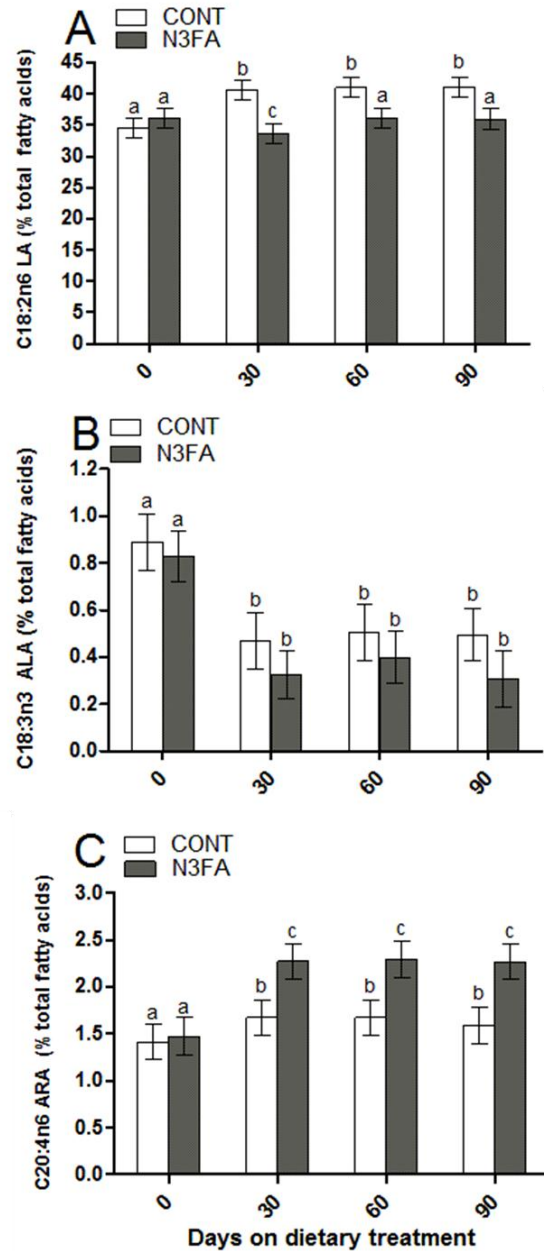 A
CONT
N3FA
C18:2n6 LA (% total fatty acids)
45
40
35
30
25
20
15
10
5
0
a a
b
c
b
a
b
a
0 30 60 90
B
CONT
N3FA
C18:3n3 ALA (% total fatty acids)
1.2
1.0
0.8
0.6
0.4
0.2
0.0
a a
b b
b b
b b
0 30 60 90
C
CONT
N3FA
C20:4n6 ARA (% total fatty acids)
3.0
2.5
2.0
1.5
1.0
0.5
0.0
a a
b
c
b
c
b
c
0 30 60 90
Days on dietary treatment